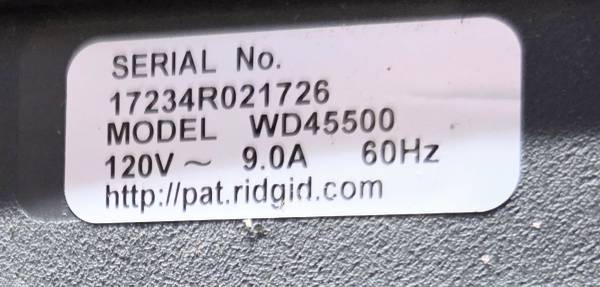 SERIAL No.
17234R021726
MODEL WD45500
120V ~ 9.0A 60Hz
http://pat.ridgid.com